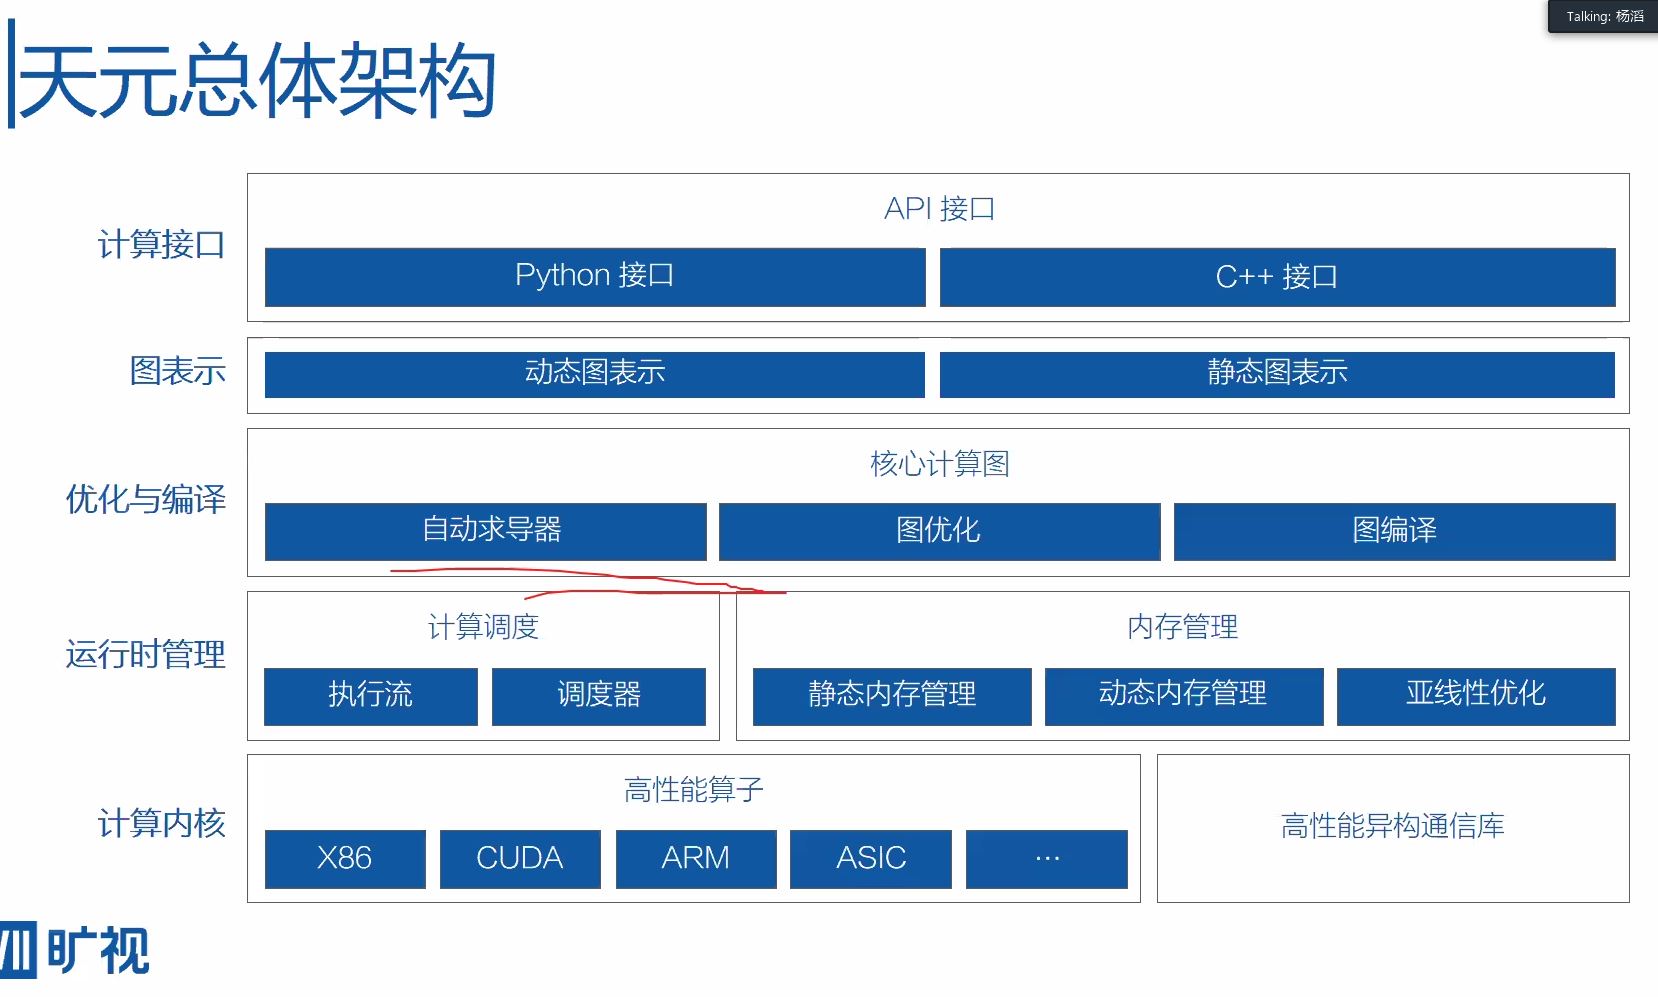 Talking: 杨滔
天元总体架构
计算接口
API 接口
Python 接口
C++ 接口
图表示
动态图表示
静态图表示
优化与编译
核心计算图
自动求导器
图优化
图编译
运行时管理
计算调度
执行流
调度器
内存管理
静态内存管理
动态内存管理
亚线性优化
计算内核
高性能算子
X86
CUDA
ARM
ASIC
...
高性能异构通信库
旷视